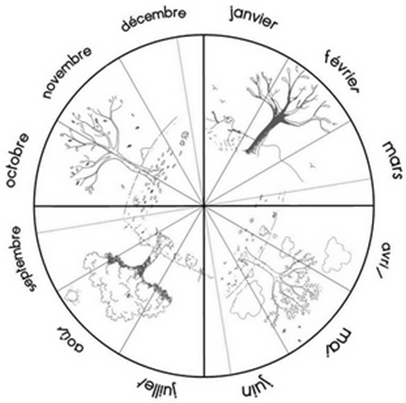 janvier
février
mars
avril
mai
juin
juillet
août
septembre
octobre
novembre
décembre